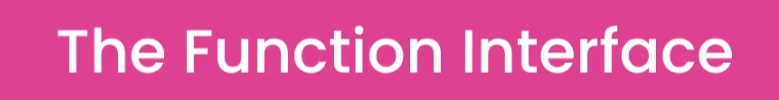 The Function Interface